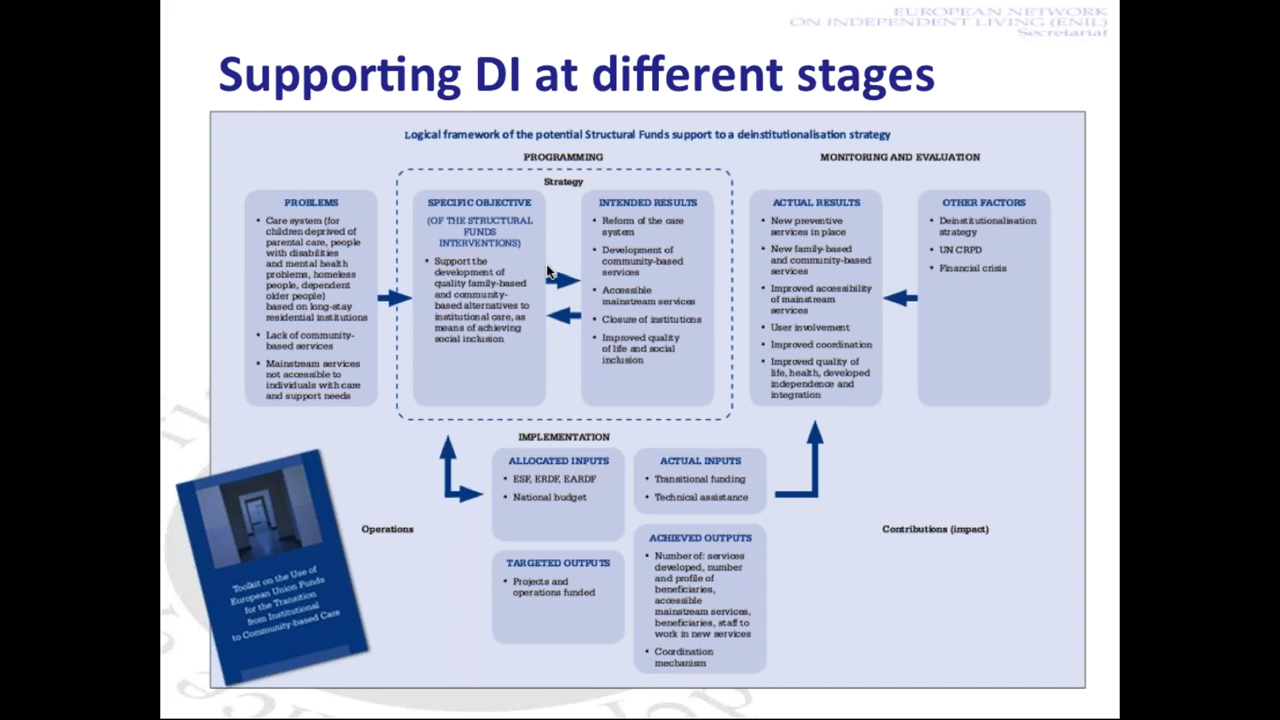 EUROPEAN NETWORK
ON INDEPENDENT LIVING (ENIL)
Secretariat
Supporting DI at different stages
Logical framework of the potential Structural Funds support to a deinstitutionalisation strategy
PROGRAMMING
MONITORING AND EVALUATION
Strategy
PROBLEMS
• Care system (for
children deprived of
parental care, people
with disabilities
and mental health
problems, homeless
people, dependent
older people)
based on long-stay
residential institutions
• Lack of community-
based services
• Mainstream services
not accessible to
individuals with care
and support needs
SPECIFIC OBJECTIVE
(OF THE STRUCTURAL
FUNDS
INTERVENTIONS)
• Support the
development of
quality family-based
and community-
based alternatives to
institutional care, as
means of achieving
social inclusion
INTENDED RESULTS
• Reform of the care
system
• Development of
community-based
services
• Accessible
mainstream services
• Closure of institutions
• Improved quality
of life and social
inclusion
ACTUAL RESULTS
• New preventive
services in place
• New family-based
and community-based
services
• Improved accessibility
of mainstream
services
• User involvement
• Improved coordination
• Improved quality of
life, health, developed
independence and
integration
OTHER FACTORS
• Deinstitutionalisation
strategy
• UN CRPD
• Financial crisis
IMPLEMENTATION
ALLOCATED INPUTS
• ESF, ERDF, EARDF
• National budget
ACTUAL INPUTS
• Transitional funding
• Technical assistance
Operations
Contributions (impact)
TARGETED OUTPUTS
• Projects and
operations funded
ACHIEVED OUTPUTS
• Number of: services
developed, number
and profile of
beneficiaries,
accessible
mainstream services,
beneficiaries, staff to
work in new services
• Coordination
mechanism
Toolkit on the Use of
European Union Funds
for the Transition
from Institutional
to Community-based Care